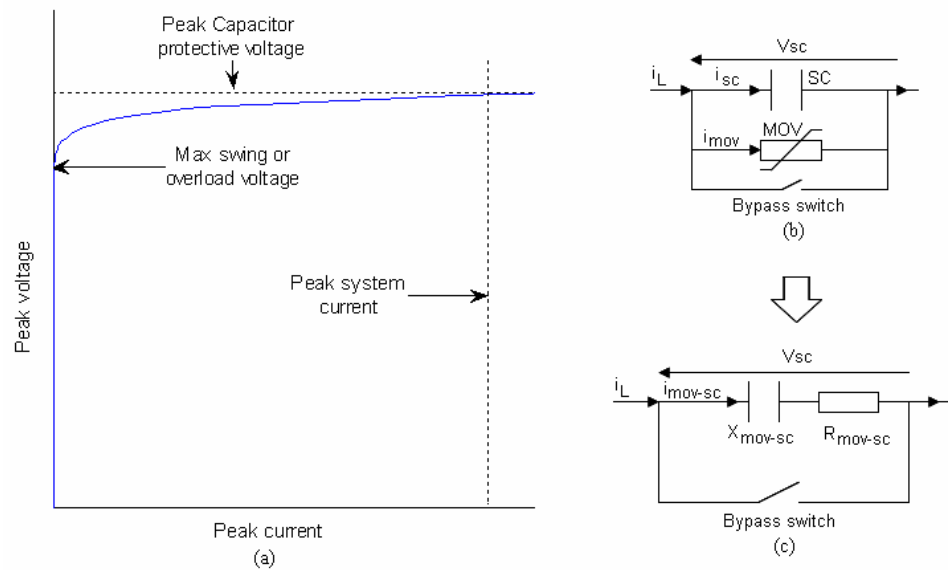 Peak Capacitor
protective voltage
Max swing or
overload voltage
Peak system
current
Peak voltage
Peak current
(a)
Vsc
iL
isc
SC
imov
MOV
Bypass switch
(b)
Vsc
iL
imov-sc
Xmov-sc
Rmov-sc
Bypass switch
(c)